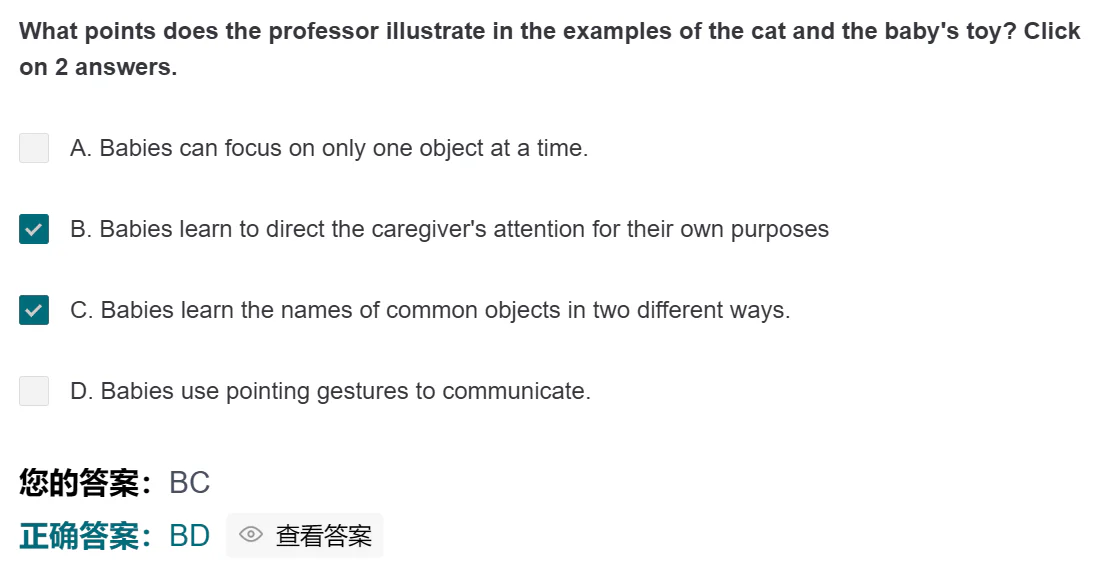 What points does the professor illustrate in the examples of the cat and the baby's toy? Click
on 2 answers.
A. Babies can focus on only one object at a time.
B. Babies learn to direct the caregiver's attention for their own purposes
C. Babies learn the names of common objects in two different ways.
D. Babies use pointing gestures to communicate.
您的答案：BC
正确答案：BD 查看答案